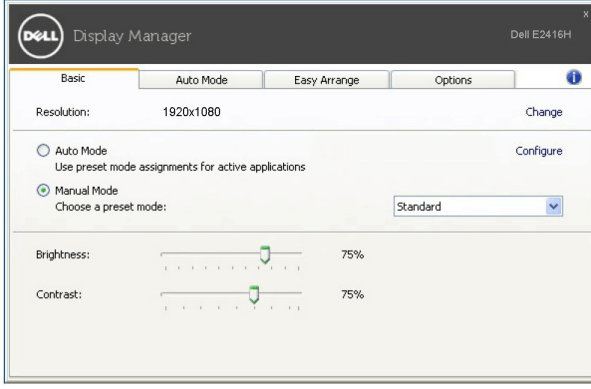 x
DELL Display Manager Dell E2416H
Basic Auto Mode Easy Arrange Options i
Resolution: 1920x1080 Change
Auto Mode Configure
Use preset mode assignments for active applications
Manual Mode
Choose a preset mode: Standard
Brightness: 75%
Contrast: 75%